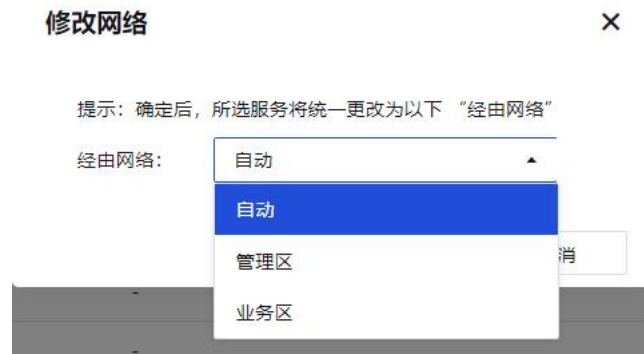 修改网络
提示：确定后，所选服务将统一更改为以下 “经由网络”
经由网络： 自动
自动
管理区
消
业务区